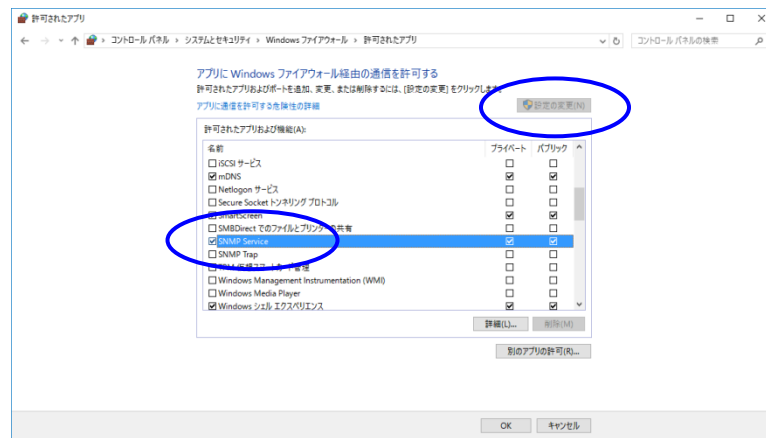 許可されたアプリ
コントロール パネル › システムとセキュリティ › Windows ファイアウォール › 許可されたアプリ
コントロール パネルの検索
アプリに Windows ファイアウォール経由の通信を許可する
許可されたアプリおよびポートを追加、変更、または削除するには、[設定の変更] をクリックします。
アプリに通信を許可する危険性の詳細
設定の変更(N)
許可されたアプリおよび機能(A):
名前 プライベート パブリック
iSCSI サービス
mDNS
Netlogon サービス
Secure Socket トンネリング プロトコル
SmartScreen
SMBDirect でのファイルとプリンターの共有
SNMP Service
SNMP Trap
Windows Management Instrumentation (WMI)
Windows Media Player
Windows シェル エクスペリエンス
詳細(L)... 削除(M)
別のアプリの許可(R)...
OK キャンセル